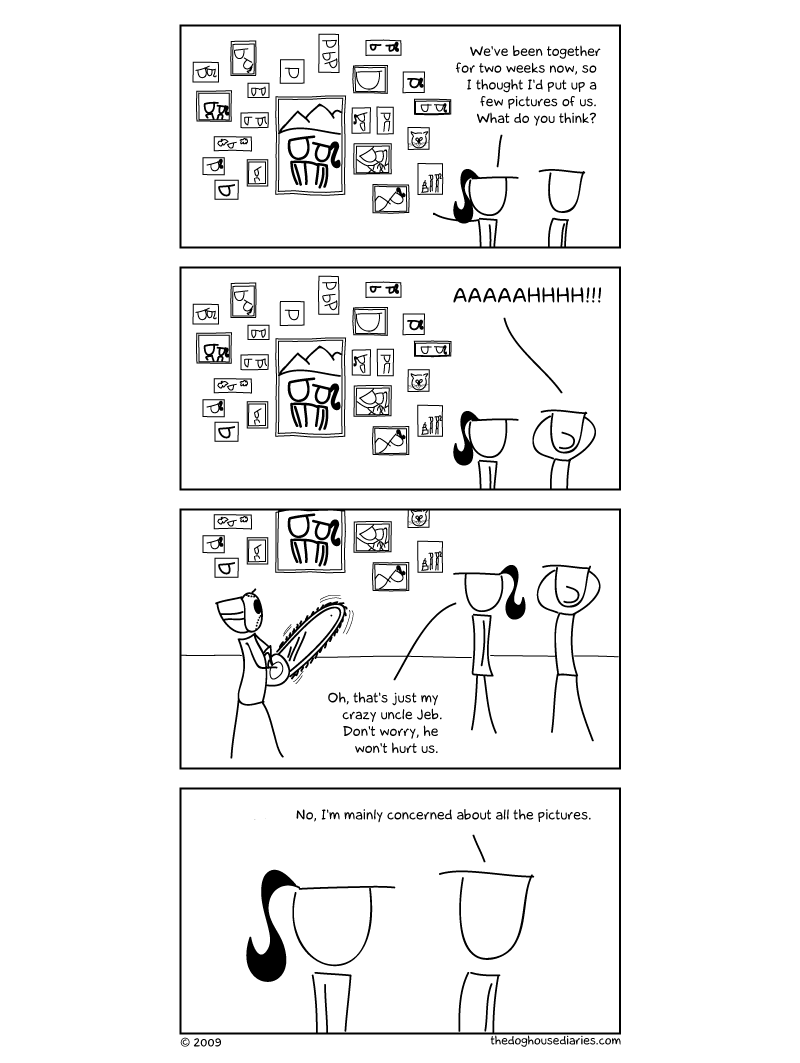 We've been together
for two weeks now, so
I thought I'd put up a
few pictures of us.
What do you think?
AAAAAHHHH!!!
Oh, that's just my
crazy uncle Jeb.
Don't worry, he
won't hurt us.
No, I'm mainly concerned about all the pictures.
© 2009
thedoghousediaries.com